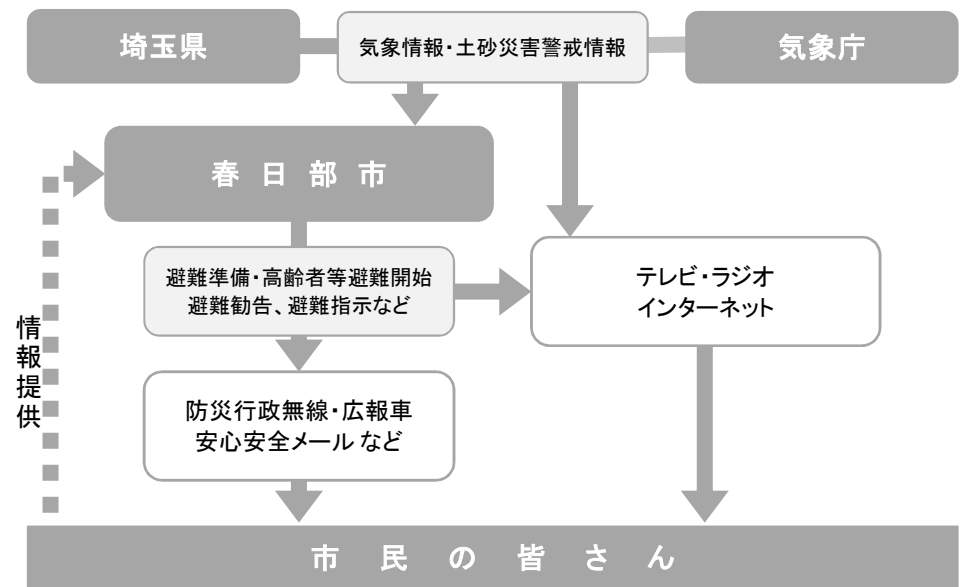 埼玉県
気象情報・土砂災害警戒情報
気象庁
春日部市
避難準備・高齢者等避難開始
避難勧告、避難指示など
テレビ・ラジオ
インターネット
情報提供
防災行政無線・広報車
安心安全メールなど
市民の皆さん